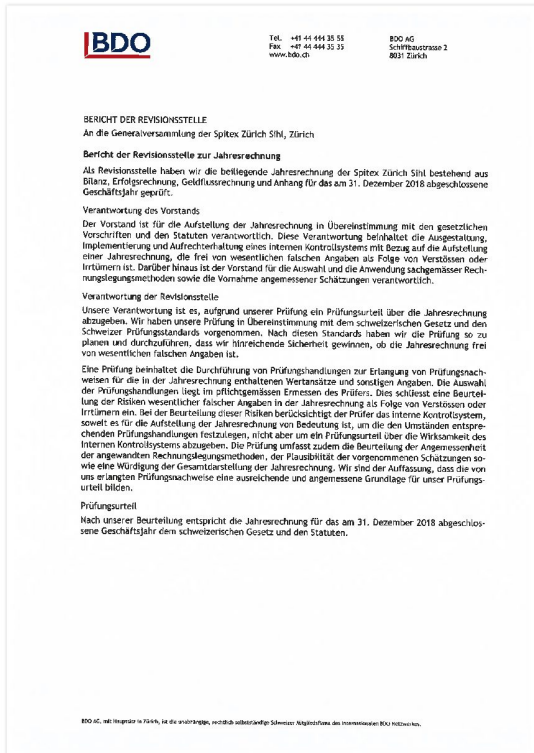 BDO
Tel. +41 44 444 35 55
Fax +41 44 444 35 35
www.bdo.ch
BDO AG
Schiffbaustrasse 2
8031 Zürich
BERICHT DER REVISIONSSTELLE
An die Generalversammlung der Spitex Zürich Sihl, Zürich
Bericht der Revisionsstelle zur Jahresrechnung
Als Revisionsstelle haben wir die beiliegende Jahresrechnung der Spitex Zürich Sihl bestehend aus
Bilanz, Erfolgsrechnung, Geldflussrechnung und Anhang für das am 31. Dezember 2018 abgeschlossene
Geschäftsjahr geprüft.
Verantwortung des Vorstands
Der Vorstand ist für die Aufstellung der Jahresrechnung in Übereinstimmung mit den gesetzlichen
Vorschriften und den Statuten verantwortlich. Diese Verantwortung beinhaltet die Ausgestaltung,
Implementierung und Aufrechterhaltung eines internen Kontrollsystems mit Bezug auf die Aufstellung
einer Jahresrechnung, die frei von wesentlichen falschen Angaben als Folge von Verstössen oder
Irrtümern ist. Darüber hinaus ist der Vorstand für die Auswahl und die Anwendung sachgemässer Rech-
nungslegungsmethoden sowie die Vornahme angemessener Schätzungen verantwortlich.
Verantwortung der Revisionsstelle
Unsere Verantwortung ist es, aufgrund unserer Prüfung ein Prüfungsurteil über die Jahresrechnung
abzugeben. Wir haben unsere Prüfung in Übereinstimmung mit dem schweizerischen Gesetz und den
Schweizer Prüfungsstandards vorgenommen. Nach diesen Standards haben wir die Prüfung so zu
planen und durchzuführen, dass wir hinreichende Sicherheit gewinnen, ob die Jahresrechnung frei
von wesentlichen falschen Angaben ist.
Eine Prüfung beinhaltet die Durchführung von Prüfungshandlungen zur Erlangung von Prüfungsnach-
weisen für die in der Jahresrechnung enthaltenen Wertansätze und sonstigen Angaben. Die Auswahl
der Prüfungshandlungen liegt im pflichtgemässen Ermessen des Prüfers. Dies schliesst eine Beurtei-
lung der Risiken wesentlicher falscher Angaben in der Jahresrechnung als Folge von Verstössen oder
Irrtümern ein. Bei der Beurteilung dieser Risiken berücksichtigt der Prüfer das interne Kontrollsystem,
soweit es für die Aufstellung der Jahresrechnung von Bedeutung ist, um die den Umständen entspre-
chenden Prüfungshandlungen festzulegen, nicht aber um ein Prüfungsurteil über die Wirksamkeit des
internen Kontrollsystems abzugeben. Die Prüfung umfasst zudem die Beurteilung der Angemessenheit
der angewandten Rechnungslegungsmethoden, der Plausibilität der vorgenommenen Schätzungen so-
wie eine Würdigung der Gesamtdarstellung der Jahresrechnung. Wir sind der Auffassung, dass die von
uns erlangten Prüfungsnachweise eine ausreichende und angemessene Grundlage für unser Prüfungs-
urteil bilden.
Prüfungsurteil
Nach unserer Beurteilung entspricht die Jahresrechnung für das am 31. Dezember 2018 abgeschlos-
sene Geschäftsjahr dem schweizerischen Gesetz und den Statuten.
BDO AG, mit Hauptsitz in Zürich, ist die unabhängige, rechtlich selbstständige Schweizer Mitgliedsfirma des internationalen BDO Netzwerkes.